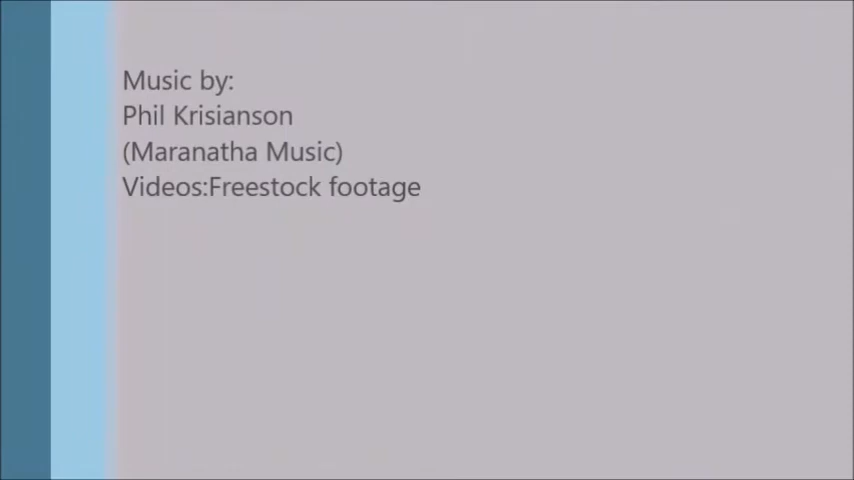 Music by:
Phil Krisianson
(Maranatha Music)
Videos:Freestock footage